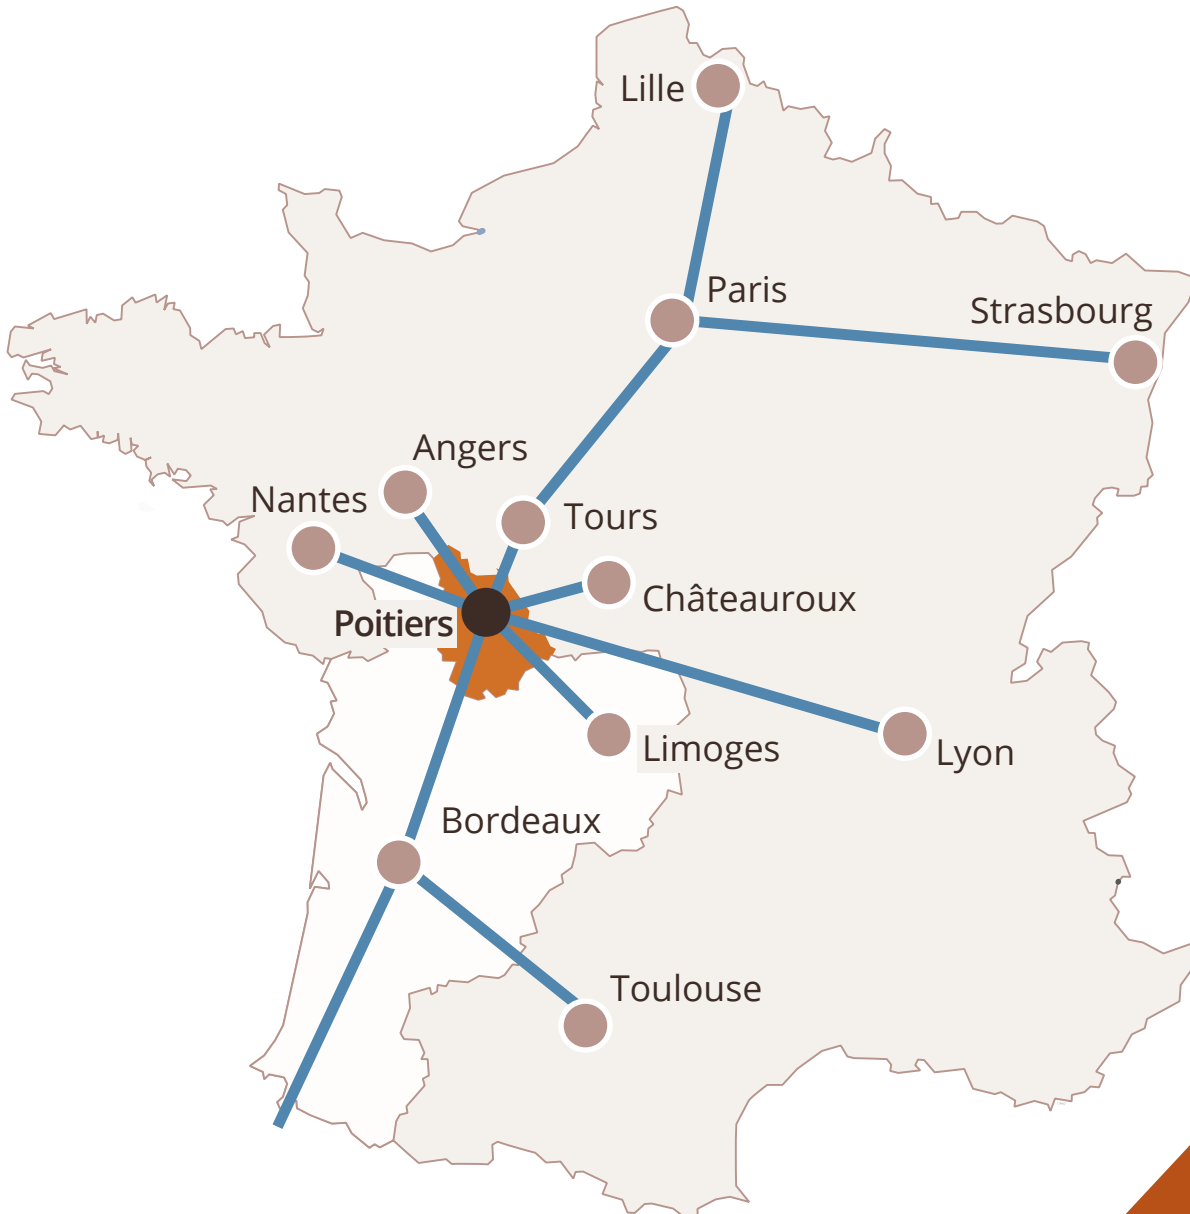 Lille
Paris
Strasbourg
Angers
Nantes
Tours
Châteauroux
Poitiers
Limoges
Lyon
Bordeaux
Toulouse